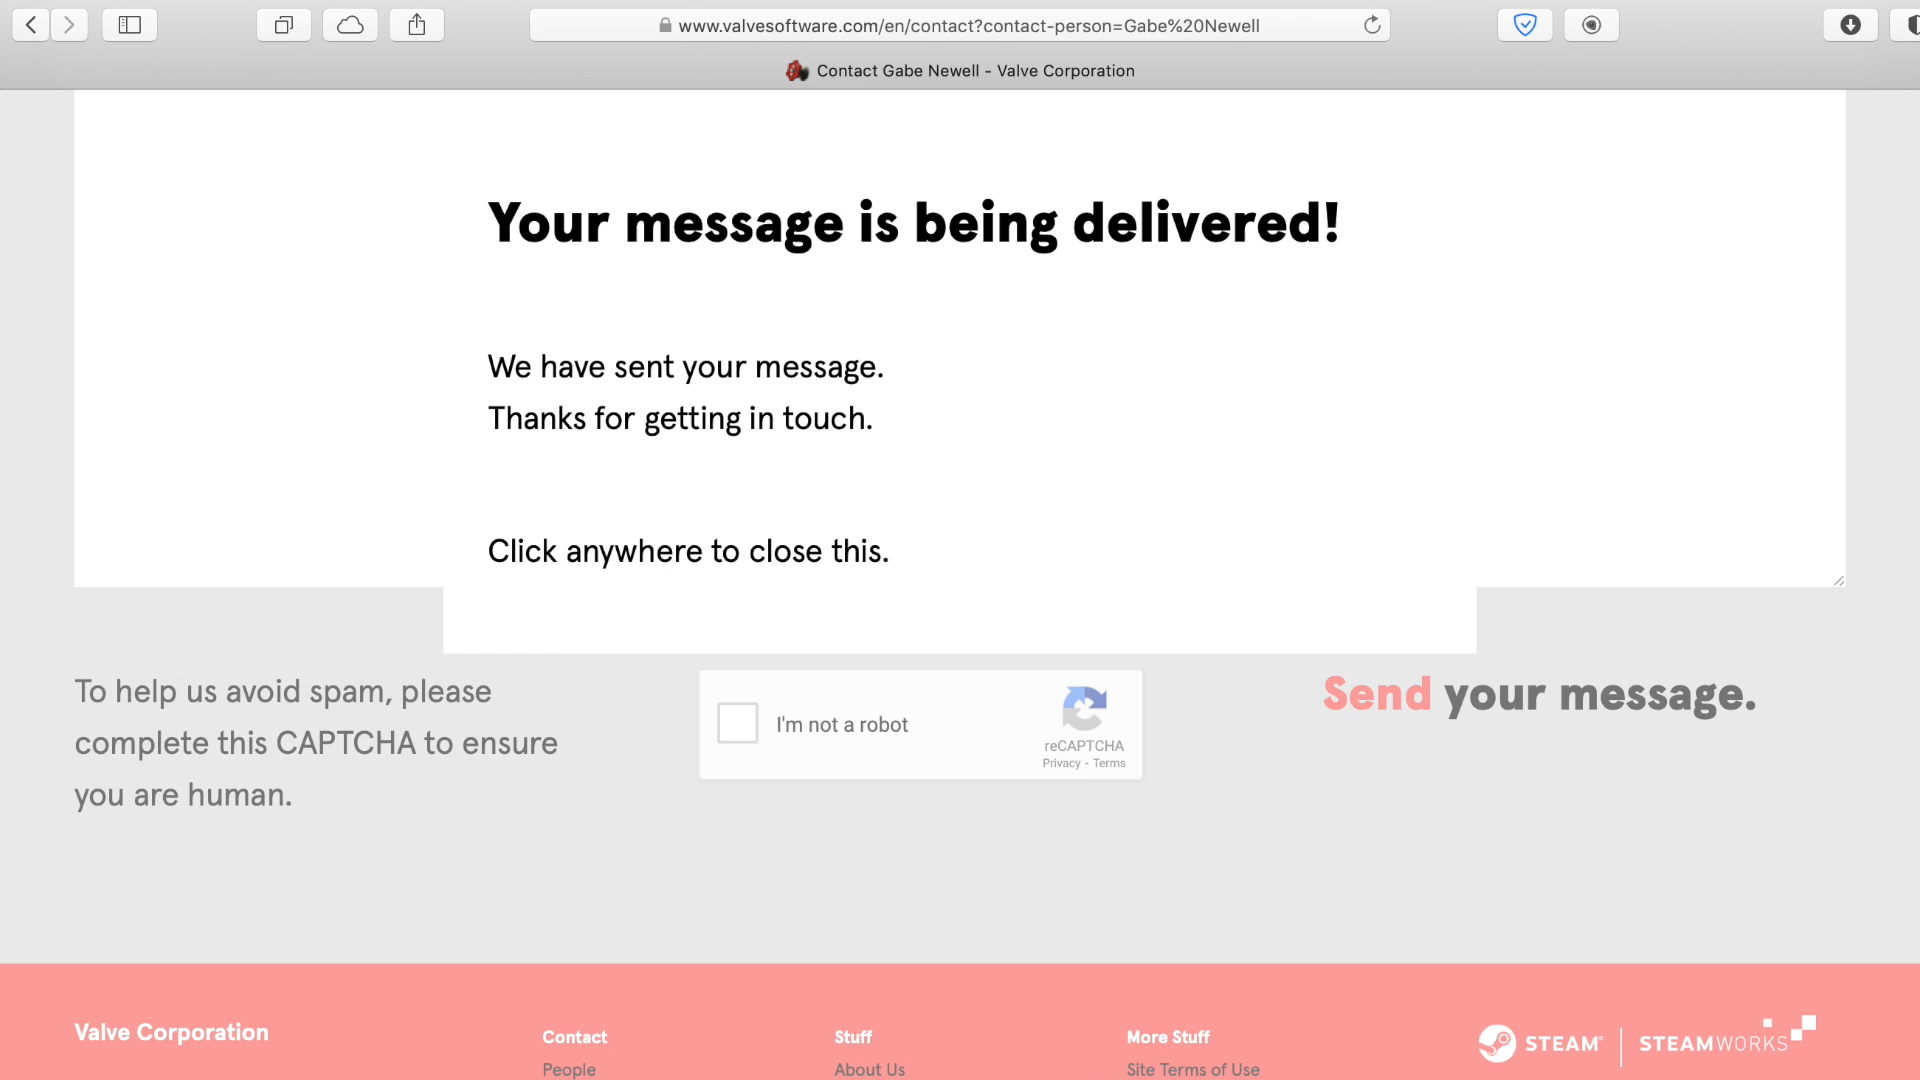 www.valvesoftware.com/en/contact?contact-person=Gabe%20Newell
Contact Gabe Newell - Valve Corporation
Your message is being delivered!
We have sent your message.
Thanks for getting in touch.
Click anywhere to close this.
To help us avoid spam, please
complete this CAPTCHA to ensure
you are human.
I'm not a robot
reCAPTCHA
Privacy - Terms
Send your message.
Valve Corporation
Contact
People
Stuff
About Us
More Stuff
Site Terms of Use
STEAM®
STEAMWORKS